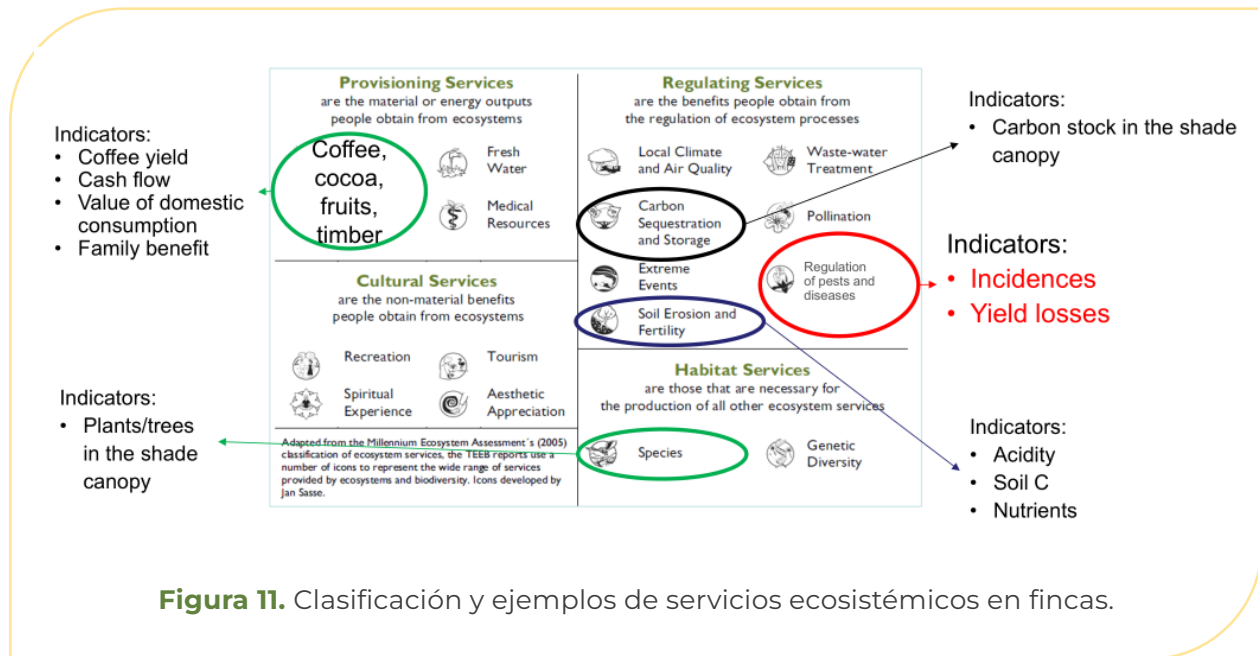 Provisioning Services
are the material or energy outputs
people obtain from ecosystems
Coffee,
cocoa,
fruits,
timber
Fresh
Water
Medical
Resources
Indicators:
• Coffee yield
• Cash flow
• Value of domestic
consumption
• Family benefit
Regulating Services
are the benefits people obtain from
the regulation of ecosystem processes
Local Climate
and Air Quality
Waste-water
Treatment
Carbon
Sequestration
and Storage
Pollination
Extreme
Events
Regulation
of pests and
diseases
Soil Erosion and
Fertility
Indicators:
• Carbon stock in the shade
canopy
Indicators:
• Incidences
• Yield losses
Cultural Services
are the non-material benefits
people obtain from ecosystems
Recreation
Tourism
Spiritual
Experience
Aesthetic
Appreciation
Habitat Services
are those that are necessary for
the production of all other ecosystem services
Species
Genetic
Diversity
Indicators:
• Plants/trees
in the shade
canopy
Adapted from the Millennium Ecosystem Assessment´s (2005)
classification of ecosystem services, the TEEB reports use a
number of icons to represent the wide range of services
provided by ecosystems and biodiversity. Icons developed by
Jan Sasse.
Indicators:
• Acidity
• Soil C
• Nutrients
Figura 11. Clasificación y ejemplos de servicios ecosistémicos en fincas.